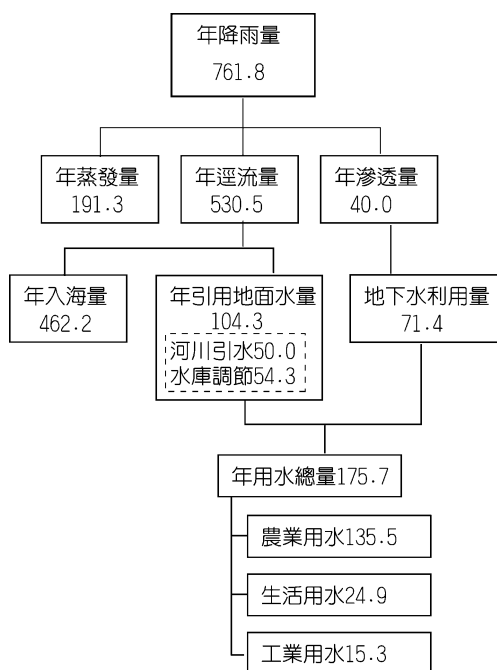 年降雨量
761.8
年蒸發量
191.3
年逕流量
530.5
年滲透量
40.0
年入海量
462.2
年引用地面水量
104.3
河川引水50.0
水庫調節54.3
地下水利用量
71.4
年用水總量175.7
農業用水135.5
生活用水24.9
工業用水15.3